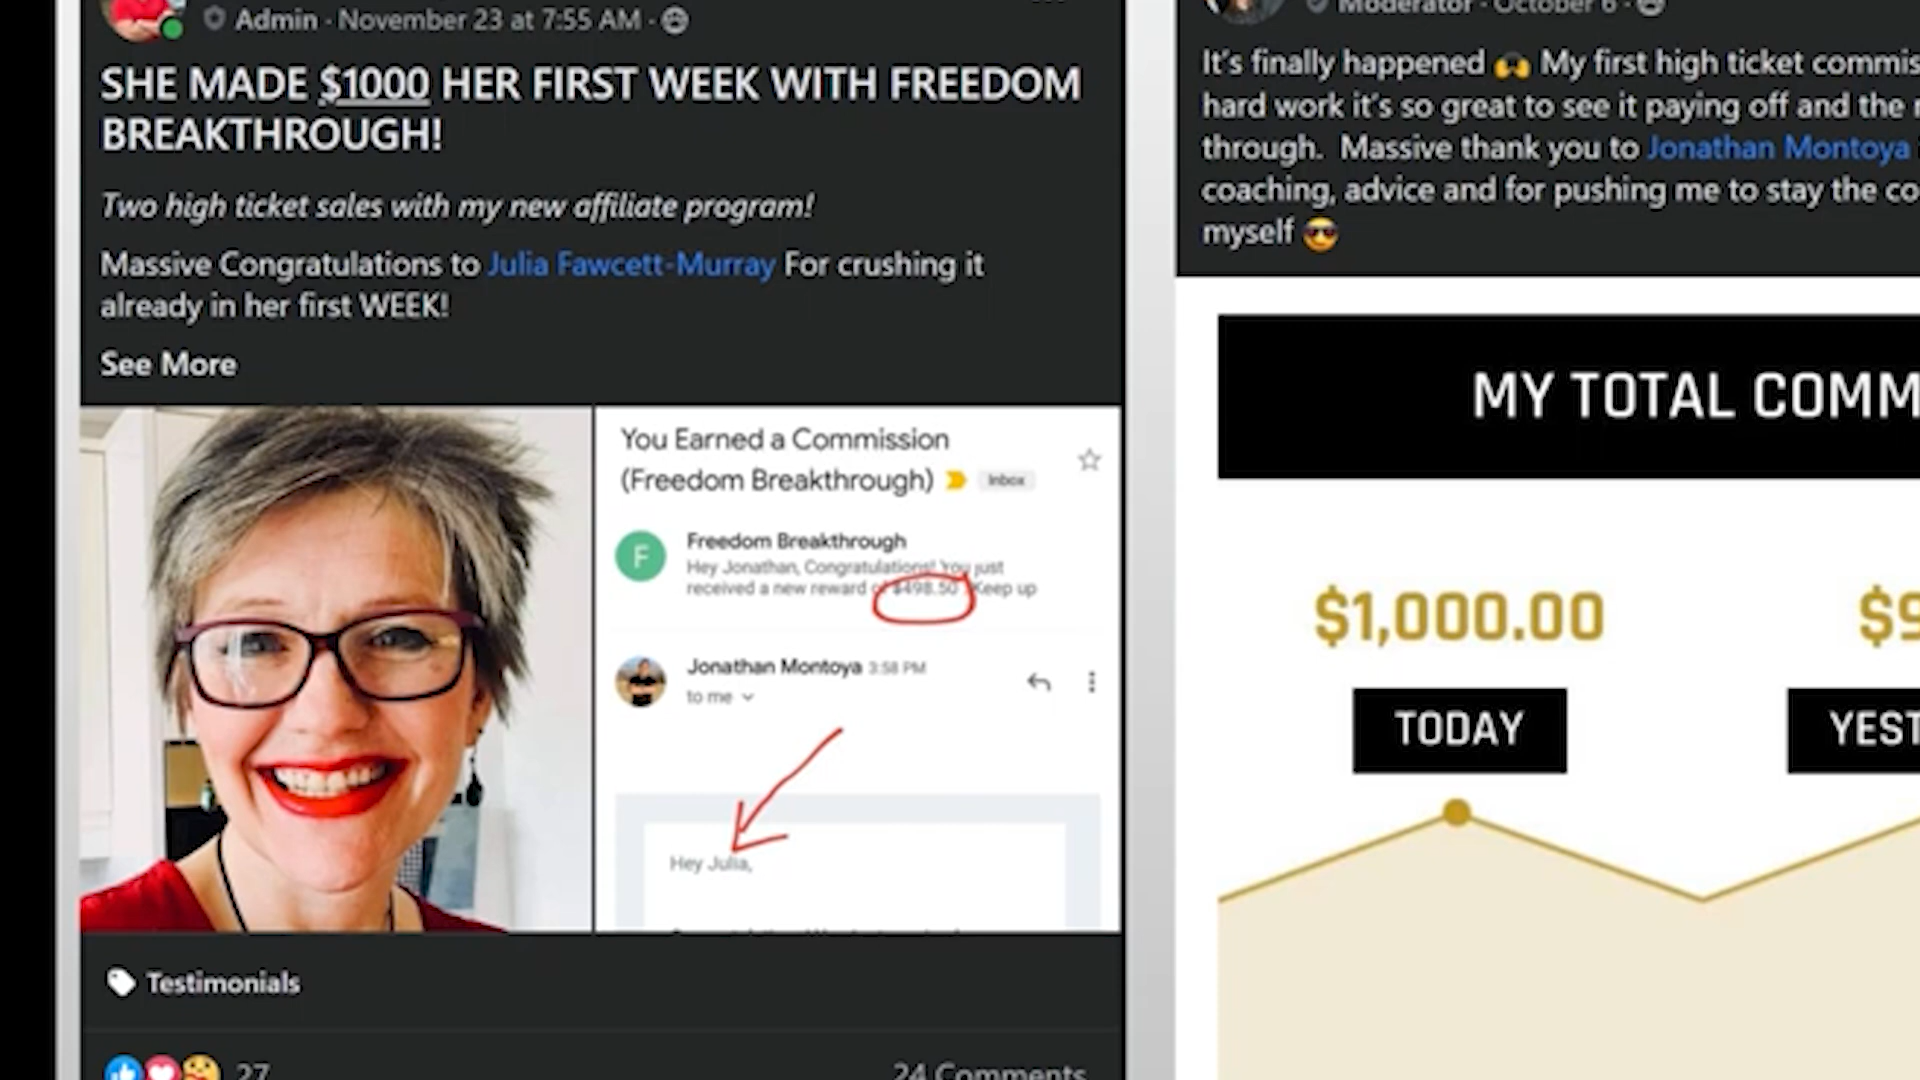 Admin · November 23 at 7:55 AM ·
SHE MADE $1000 HER FIRST WEEK WITH FREEDOM
BREAKTHROUGH!
Two high ticket sales with my new affiliate program!
Massive Congratulations to Julia Fawcett-Murray For crushing it
already in her first WEEK!
See More
You Earned a Commission
(Freedom Breakthrough) Inbox
F
Freedom Breakthrough
Hey Jonathan, Congratulations! You just
received a new reward of $498.50 Keep up
Jonathan Montoya 3:58 PM
to me
Hey Julia,
Testimonials
27
24 Comments
Moderator · October 6 ·
It's finally happened 🙌 My first high ticket commis
hard work it's so great to see it paying off and the
through. Massive thank you to Jonathan Montoya
coaching, advice and for pushing me to stay the co
myself 😎
MY TOTAL COMM
$1,000.00
$9
TODAY
YEST